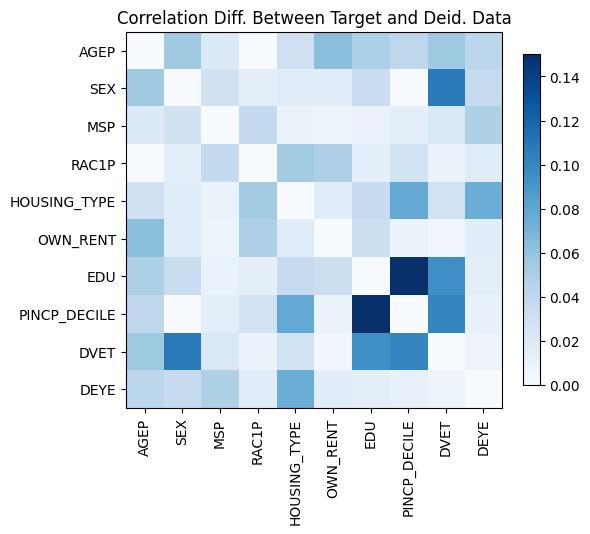 Correlation Diff. Between Target and Deid. Data
AGEP
SEX
MSP
RAC1P
HOUSING_TYPE
OWN_RENT
EDU
PINCP_DECILE
DVET
DEYE
AGEP
SEX
MSP
RAC1P
HOUSING_TYPE
OWN_RENT
EDU
PINCP_DECILE
DVET
DEYE
0.14
0.12
0.10
0.08
0.06
0.04
0.02
0.00